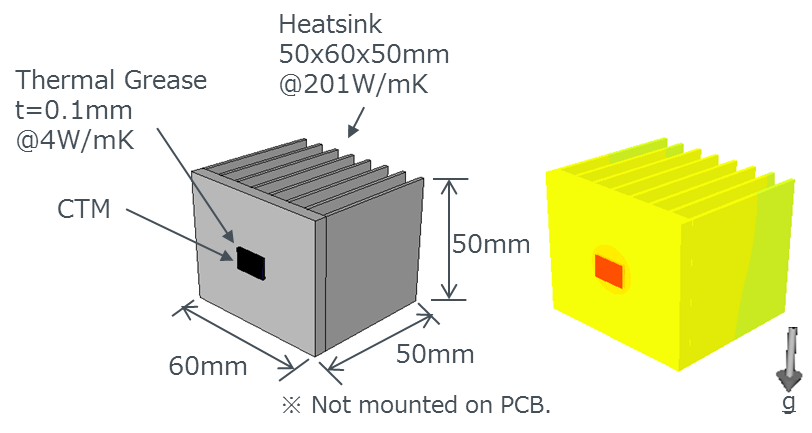 Heatsink
50x60x50mm
@201W/mK
Thermal Grease
t=0.1mm
@4W/mK
CTM
50mm
60mm
50mm
※ Not mounted on PCB.
g